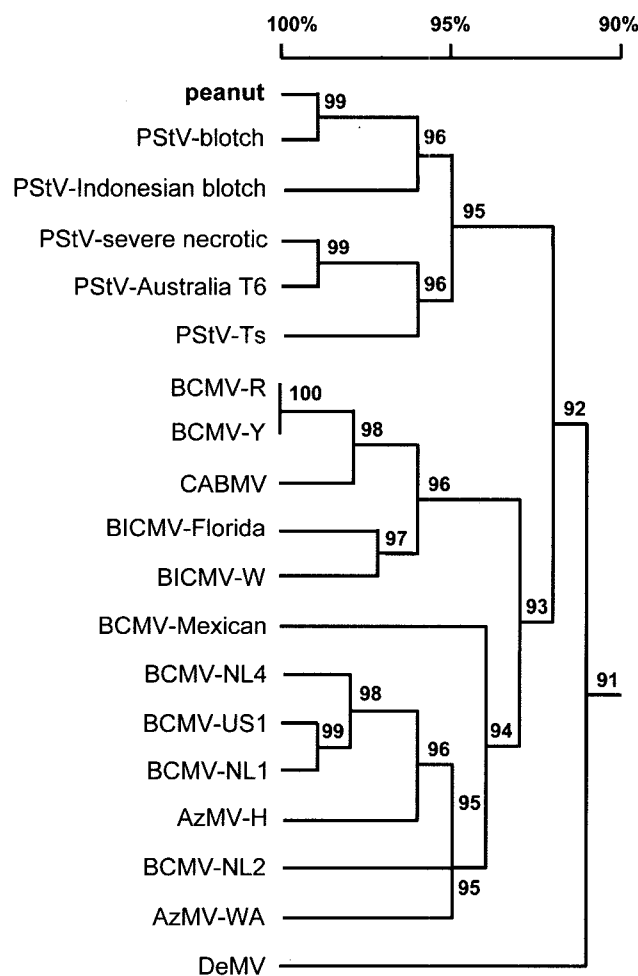 100% 95% 90%
peanut
99
PStV-blotch
96
PStV-Indonesian blotch
95
PStV-severe necrotic
99
PStV-Australia T6
96
PStV-Ts
BCMV-R
100
92
BCMV-Y
98
CABMV
96
BICMV-Florida
97
BICMV-W
93
BCMV-Mexican
BCMV-NL4
91
98
BCMV-US1
99
94
96
BCMV-NL1
95
AzMV-H
BCMV-NL2
95
AzMV-WA
DeMV